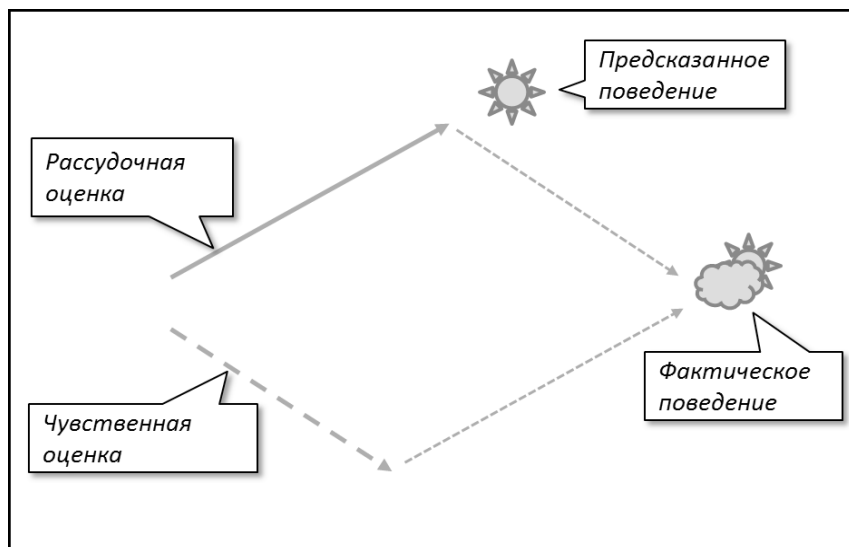 Предсказанное
поведение
Рассудочная
оценка
Фактическое
поведение
Чувственная
оценка